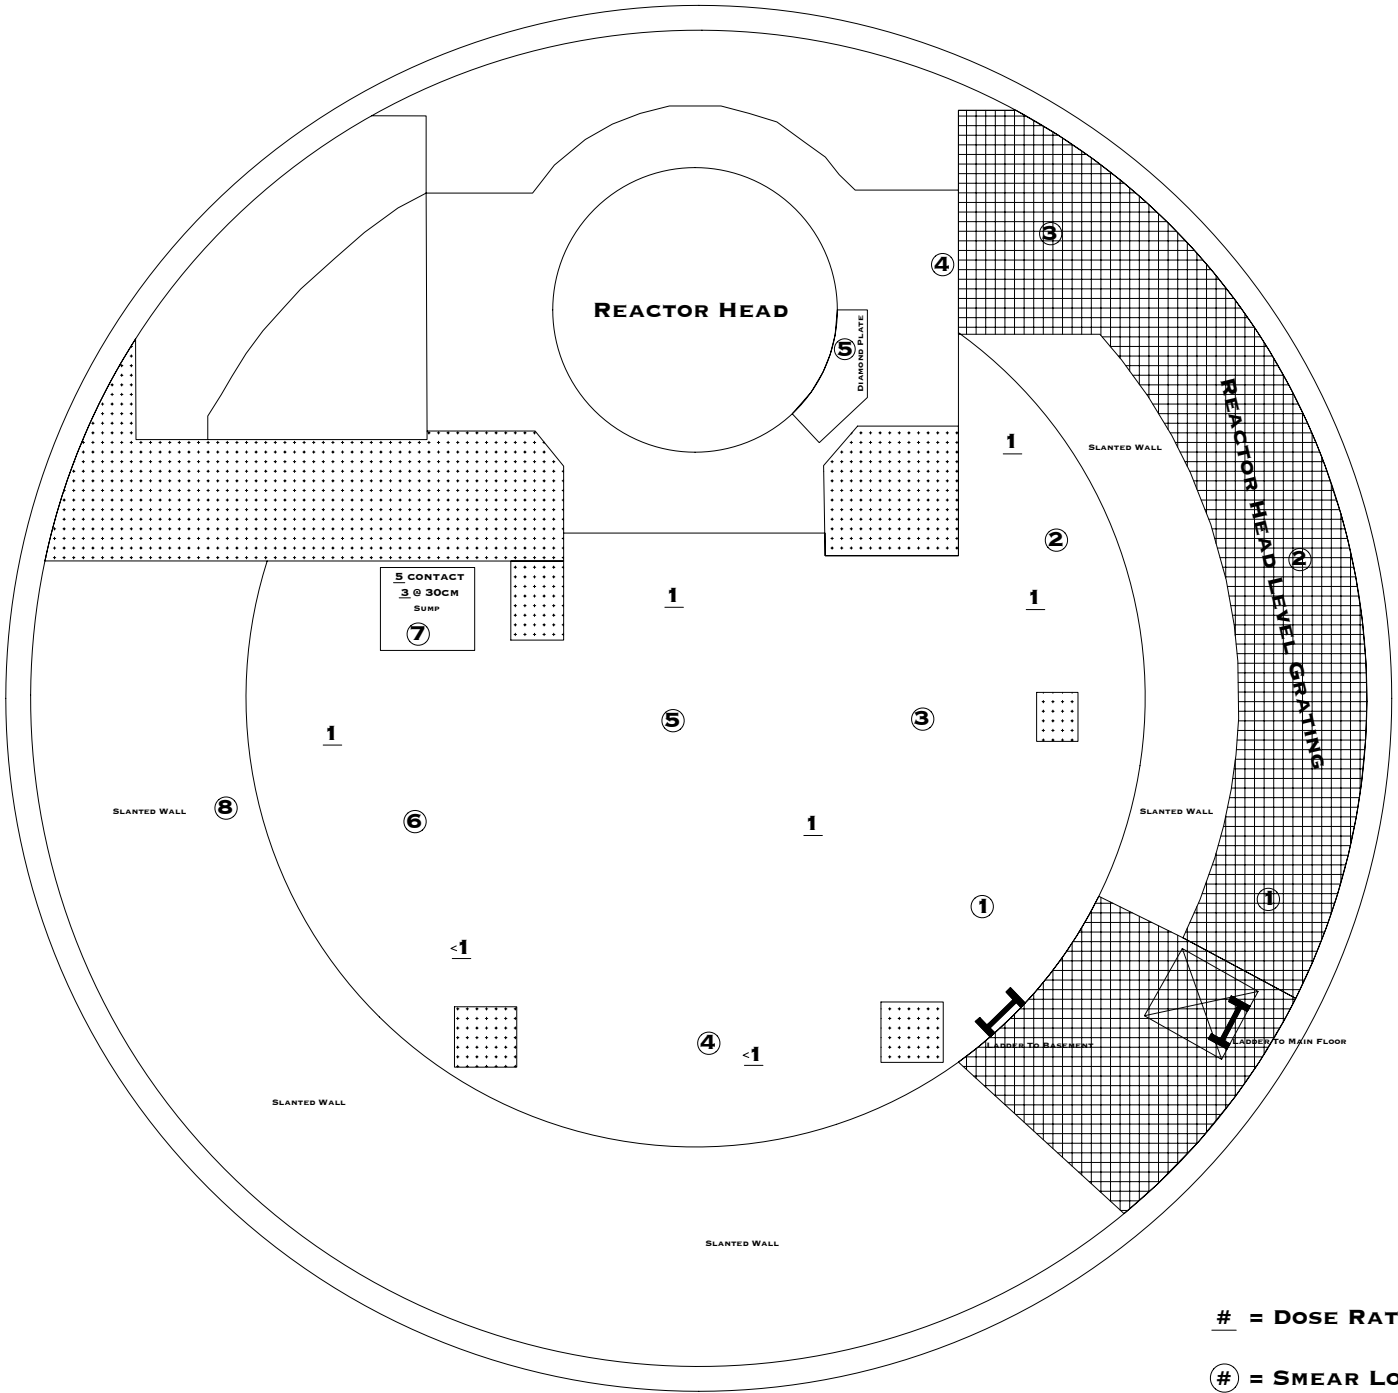 3
4
REACTOR HEAD
5
DIAMOND PLATE
REACTOR HEAD LEVEL GRATING
1
SLANTED WALL
2
2
5 CONTACT
3 @ 30CM
SUMP
7
1
1
5
3
1
SLANTED WALL
8
6
1
SLANTED WALL
1
1
<1
4
<1
LADDER TO BASEMENT
LADDER TO MAIN FLOOR
SLANTED WALL
SLANTED WALL
# = DOSE RAT
# = SMEAR LO